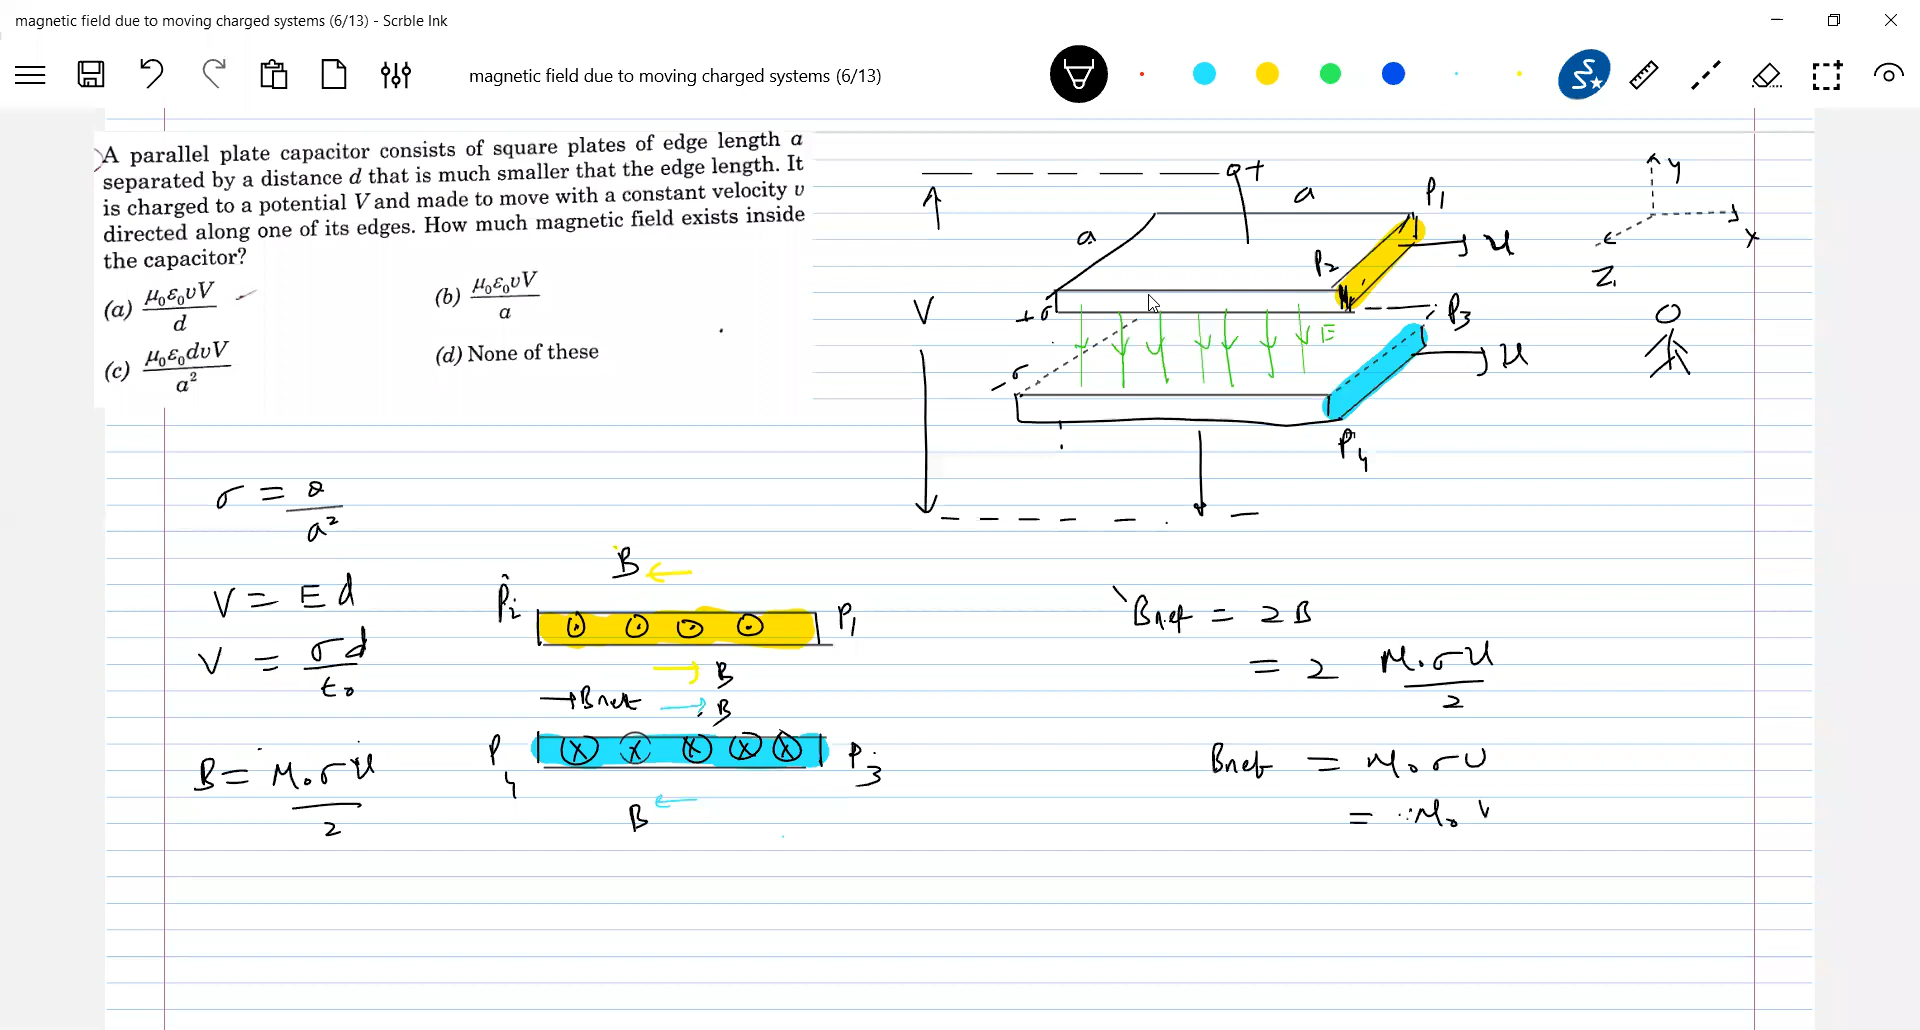 magnetic field due to moving charged systems (6/13) - Scrble Ink
magnetic field due to moving charged systems (6/13)
A parallel plate capacitor consists of square plates of edge length a
separated by a distance d that is much smaller that the edge length. It
is charged to a potential V and made to move with a constant velocity υ
directed along one of its edges. How much magnetic field exists inside
the capacitor?
(a) μ₀ε₀υV/d
(b) μ₀ε₀υV/a
(c) μ₀ε₀dυV/a²
(d) None of these
+
a
P1
a
u
P2
+σ
P3
V
E
-σ
u
P4
y
x
Z
σ = Q/a²
V = Ed
V = σd/ε₀
B = μ₀σu/2
B
P2
P1
B
Bnet
B
P4
P3
B
Bnet = 2B
= 2 μ₀σu/2
Bnet = μ₀σu
= μ₀ V